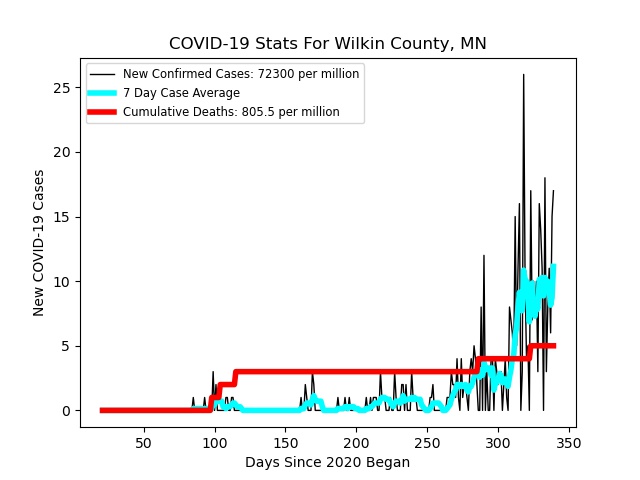 COVID-19 Stats For Wilkin County, MN
New Confirmed Cases: 72300 per million
7 Day Case Average
Cumulative Deaths: 805.5 per million
25
20
15
10
5
0
New COVID-19 Cases
50 100 150 200 250 300 350
Days Since 2020 Began